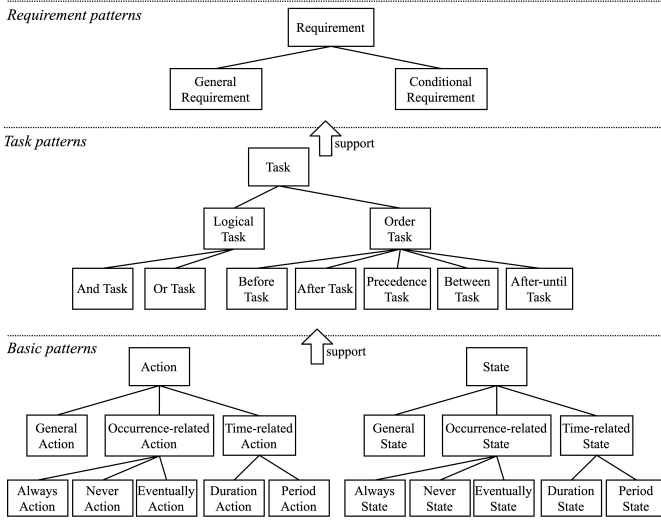 Requirement patterns
Requirement
General
Requirement
Conditional
Requirement
support
Task patterns
Task
Logical
Task
Order
Task
And Task
Or Task
Before
Task
After Task
Precedence
Task
Between
Task
After-until
Task
support
Basic patterns
Action
State
General
Action
Occurrence-related
Action
Time-related
Action
General
State
Occurrence-related
State
Time-related
State
Always
Action
Never
Action
Eventually
Action
Duration
Action
Period
Action
Always
State
Never
State
Eventually
State
Duration
State
Period
State